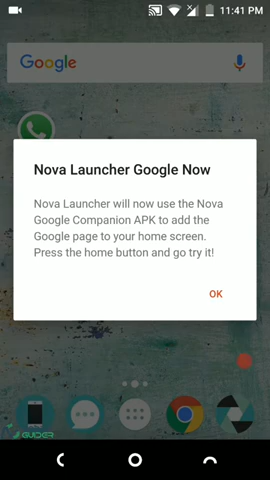 11:41 PM
Google
Nova Launcher Google Now
Nova Launcher will now use the Nova
Google Companion APK to add the
Google page to your home screen.
Press the home button and go try it!
OK
GUIDER